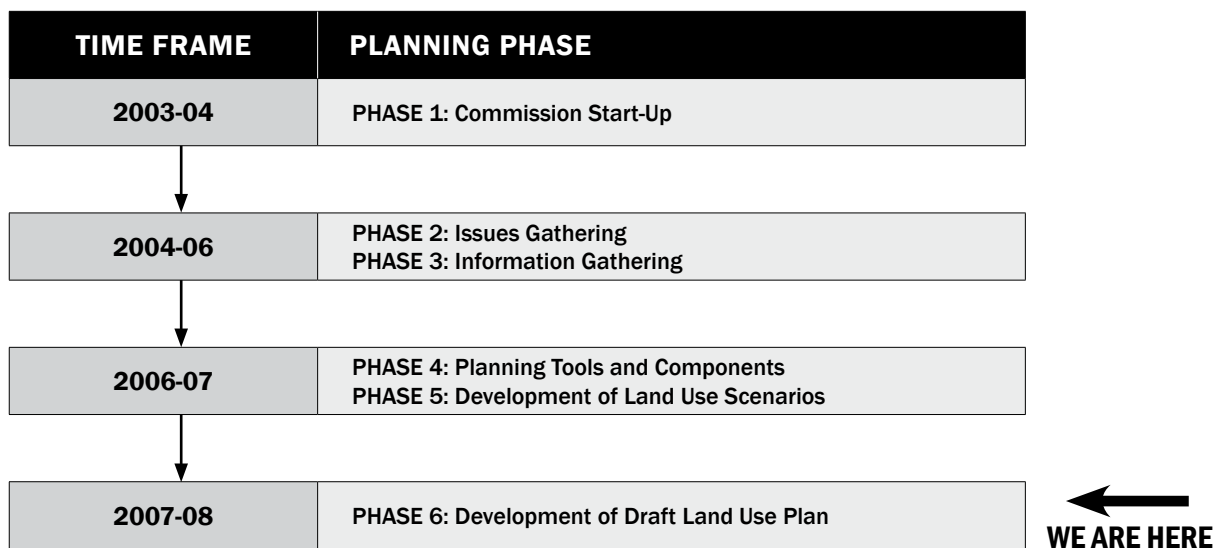 TIME FRAME PLANNING PHASE
2003-04 PHASE 1: Commission Start-Up
2004-06 PHASE 2: Issues Gathering
PHASE 3: Information Gathering
2006-07 PHASE 4: Planning Tools and Components
PHASE 5: Development of Land Use Scenarios
2007-08 PHASE 6: Development of Draft Land Use Plan
WE ARE HERE